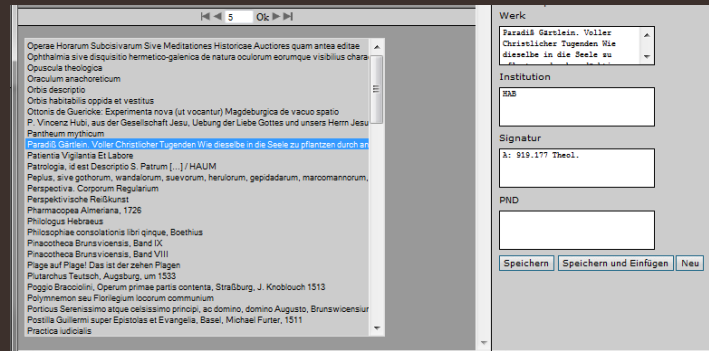 5 Ok
Operae Horarum Subcisivarum Sive Meditationes Historicae Auctiores quam antea editae
Ophthalmia sive disquisitio hermetico-galenica de natura oculorum eorumque visibilius chara
Opuscula theologica
Oraculum anachoreticum
Orbis descriptio
Orbis habitabilis oppida et vestitus
Ottonis de Guericke: Experimenta nova (ut vocantur) Magdeburgica de vacuo spatio
P. Vincenz Hubi, aus der Gesellschaft Jesu, Uebung der Liebe Gottes und unsers Herrn Jesu
Pantheum mythicum
Paradiß Gärtlein. Voller Christlicher Tugenden Wie dieselbe in die Seele zu pflantzen durch an
Patientia Vigilantia Et Labore
Patrologia, id est Descriptio S. Patrum [...] / HAUM
Peplus, sive gothorum, wandalorum, suevorum, herulorum, gepidadarum, marcomannorum,
Perspectiva. Corporum Regularium
Perspektivische Reißkunst
Pharmacopea Almeriana, 1726
Philologus Hebraeus
Philosophiae consolationis libri qinque, Boethius
Pinacotheca Brunsvicensis, Band IX
Pinacotheca Brunsvicensis, Band VIII
Plage auf Plage! Das ist der zehen Plagen
Plutarchus Teutsch, Augsburg, um 1533
Poggio Bracciolini, Operum primae partis contenta, Straßburg, J. Knoblouch 1513
Polymnemon seu Florilegium locorum communium
Porticus Serenissimo atque celsissimo principi, ac domino, domino Augusto, Brunswicensiur
Postilla Guillermi super Epistolas et Evangelia, Basel, Michael Furter, 1511
Practica iudicialis
Werk
Paradiß Gärtlein. Voller
Christlicher Tugenden Wie
dieselbe in die Seele zu
Institution
HAB
Signatur
A: 919.177 Theol.
PND
Speichern Speichern und Einfügen Neu